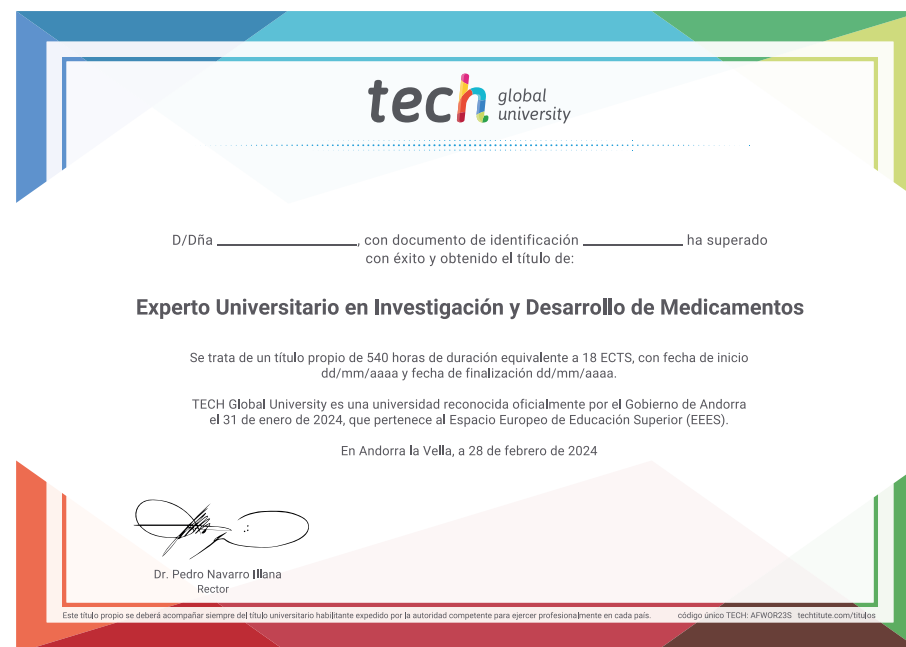 tech global
university
D/Dña ____________________, con documento de identificación ______________ ha superado
con éxito y obtenido el título de:
Experto Universitario en Investigación y Desarrollo de Medicamentos
Se trata de un título propio de 540 horas de duración equivalente a 18 ECTS, con fecha de inicio
dd/mm/aaaa y fecha de finalización dd/mm/aaaa.
TECH Global University es una universidad reconocida oficialmente por el Gobierno de Andorra
el 31 de enero de 2024, que pertenece al Espacio Europeo de Educación Superior (EEES).
En Andorra la Vella, a 28 de febrero de 2024
Dr. Pedro Navarro Illana
Rector
Este título propio se deberá acompañar siempre del título universitario habilitante expedido por la autoridad competente para ejercer profesionalmente en cada país. código único TECH: AFWOR23S techtitute.com/titulos